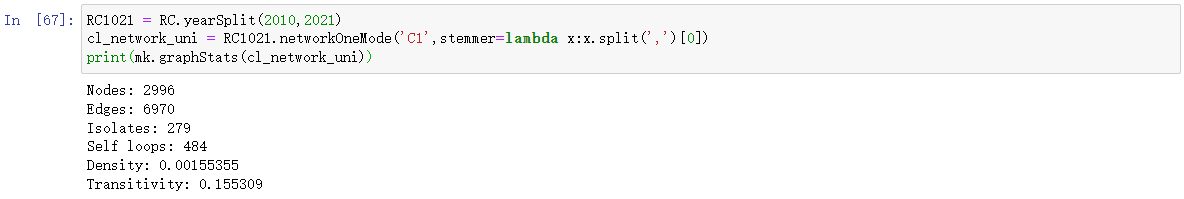 In [67]: RC1021 = RC.yearSplit(2010,2021)
cl_network_uni = RC1021.networkOneMode('C1',stemmer=lambda x:x.split(',')[0])
print(mk.graphStats(cl_network_uni))
Nodes: 2996
Edges: 6970
Isolates: 279
Self loops: 484
Density: 0.00155355
Transitivity: 0.155309